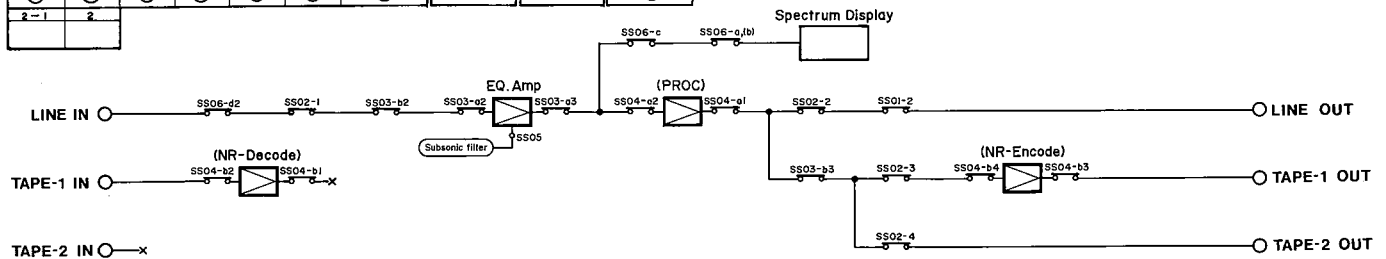 2-1 2
Spectrum Display
SS06-c SS06-a,(b)
EQ. Amp (PROC)
LINE IN SS06-d2 SS02-1 SS03-b2 SS03-a2 SS03-a3 SS04-a2 SS04-a1 SS02-2 SS01-2 LINE OUT
SS05
Subsonic filter
(NR-Decode) (NR-Encode)
TAPE-1 IN SS04-b2 SS04-b1 SS03-b3 SS02-3 SS04-b4 SS04-b3 TAPE-1 OUT
SS02-4
TAPE-2 IN TAPE-2 OUT